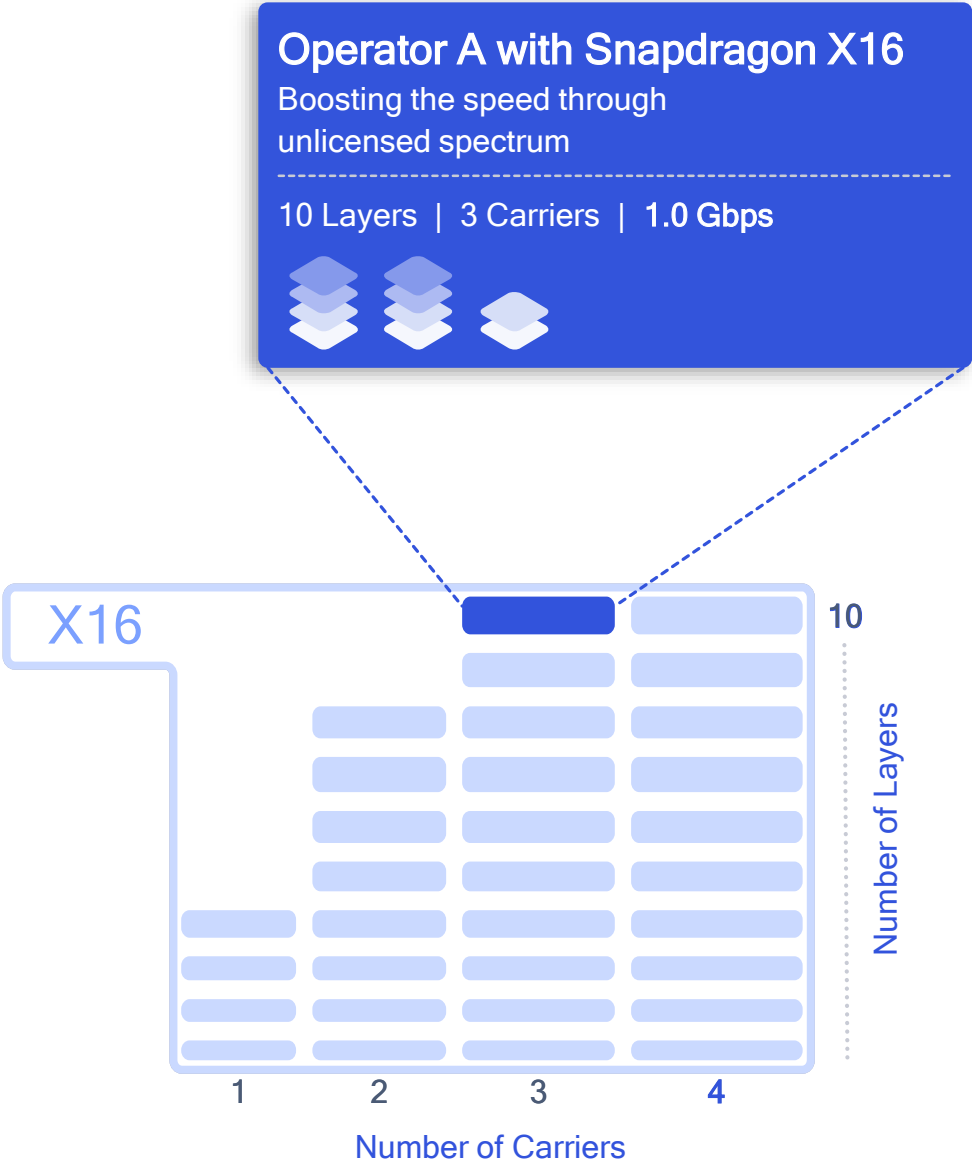 Operator A with Snapdragon X16
Boosting the speed through
unlicensed spectrum
10 Layers | 3 Carriers | 1.0 Gbps
X16
10
Number of Layers
1 2 3 4
Number of Carriers